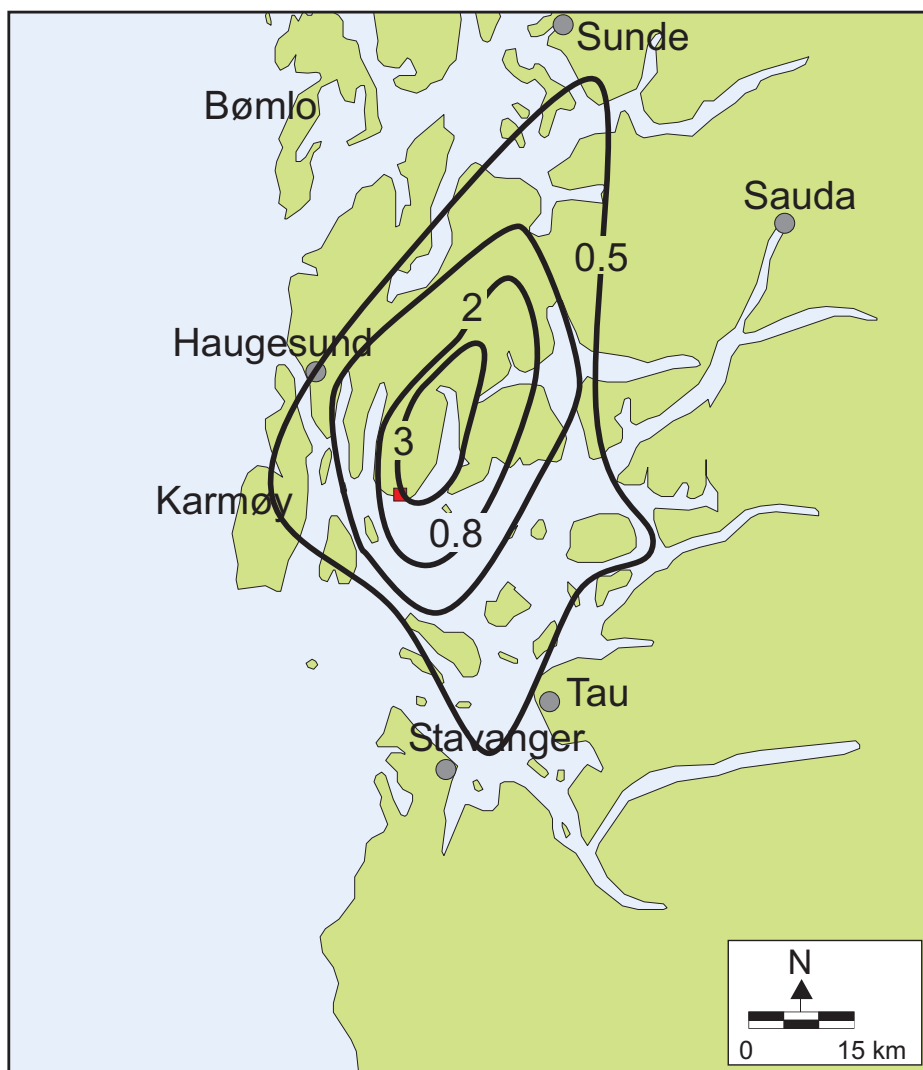 Sunde
Bømlo
Sauda
0.5
2
Haugesund
3
Karmøy
0.8
Tau
Stavanger
N
0 15 km